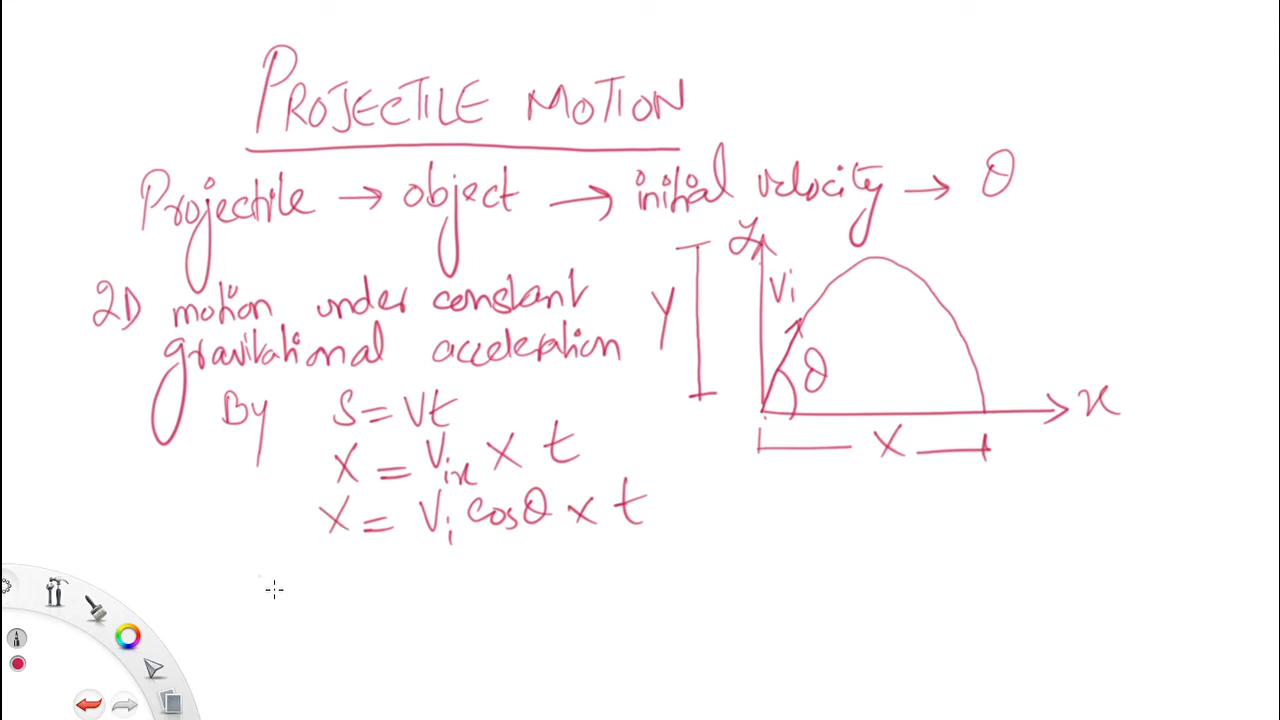 PROJECTILE MOTION
Projectile → object → initial velocity → θ
2D motion under constant
gravitational acceleration
By S = Vt
X = Vix × t
X = Vi cosθ × t
y
Vi
Y
θ
x
X